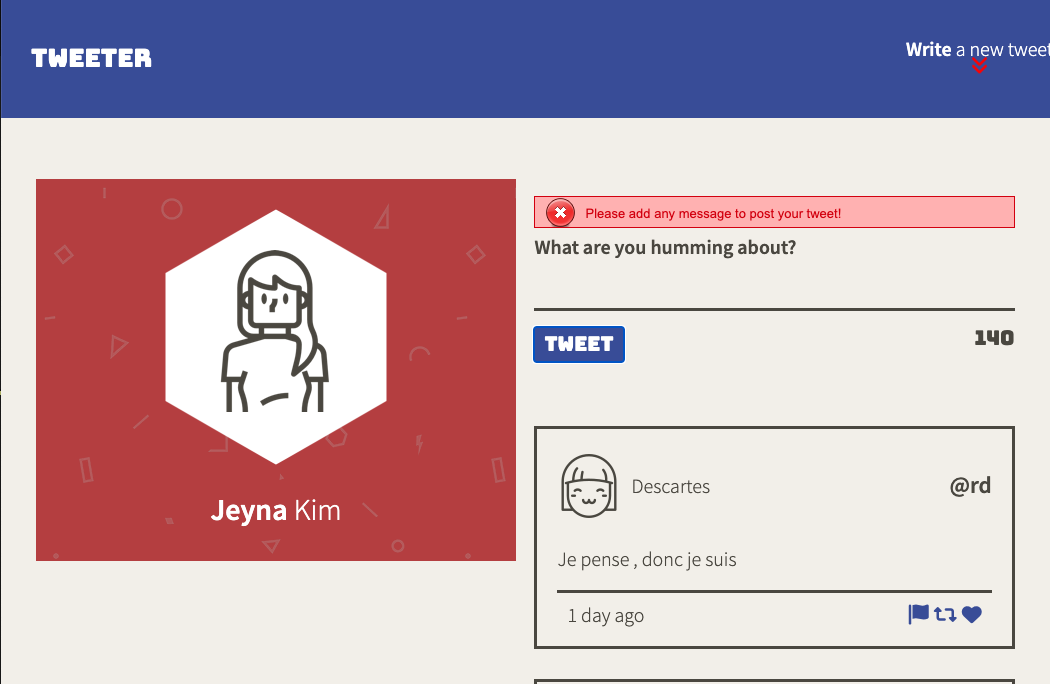 TWEETER
Write a new tweet
Please add any message to post your tweet!
What are you humming about?
TWEET
140
Jeyna Kim
Descartes
@rd
Je pense , donc je suis
1 day ago